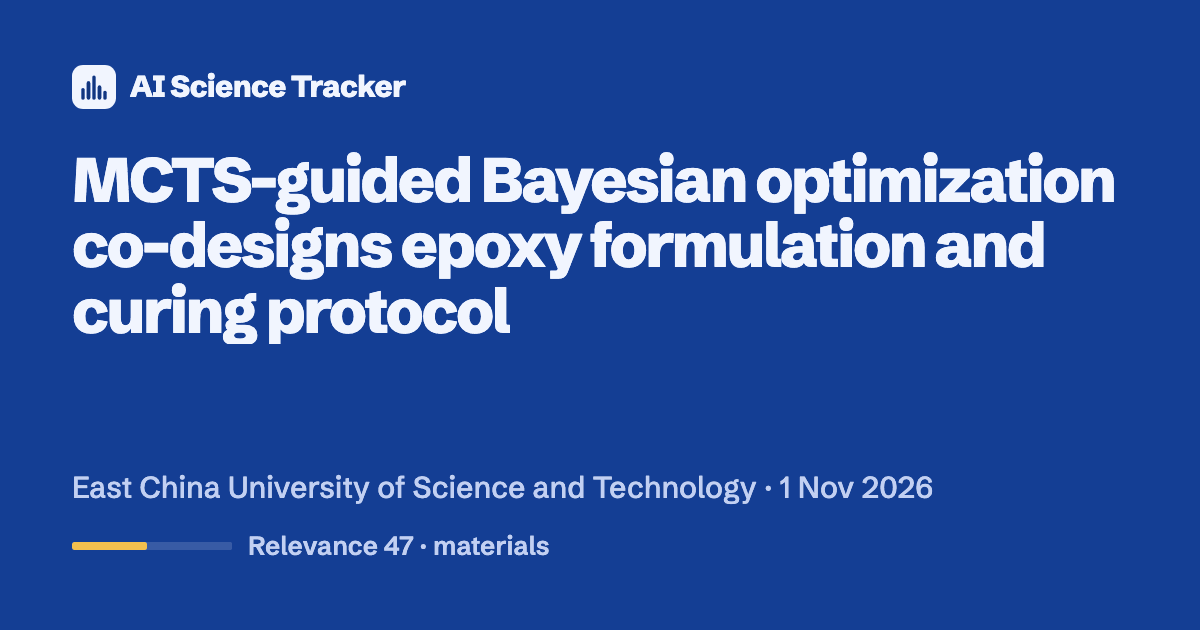 AI Science Tracker
MCTS-guided Bayesian optimization
co-designs epoxy formulation and
curing protocol
East China University of Science and Technology · 1 Nov 2026
Relevance 47 · materials